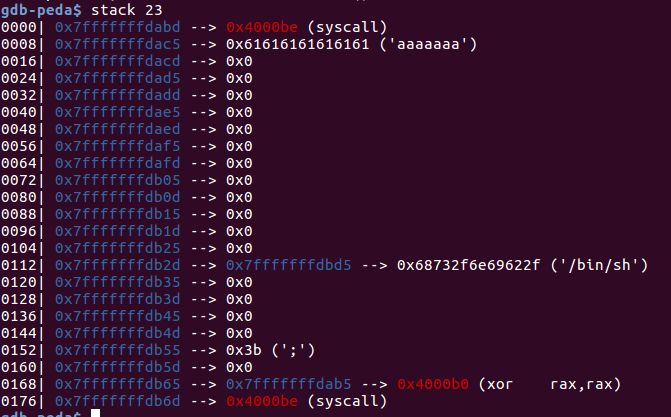 gdb-peda$ stack 23
0000| 0x7fffffffdabd --> 0x4000be (syscall)
0008| 0x7fffffffdac5 --> 0x61616161616161 ('aaaaaaa')
0016| 0x7fffffffdacd --> 0x0
0024| 0x7fffffffdad5 --> 0x0
0032| 0x7fffffffdadd --> 0x0
0040| 0x7fffffffdae5 --> 0x0
0048| 0x7fffffffdaed --> 0x0
0056| 0x7fffffffdaf5 --> 0x0
0064| 0x7fffffffdafd --> 0x0
0072| 0x7fffffffdb05 --> 0x0
0080| 0x7fffffffdb0d --> 0x0
0088| 0x7fffffffdb15 --> 0x0
0096| 0x7fffffffdb1d --> 0x0
0104| 0x7fffffffdb25 --> 0x0
0112| 0x7fffffffdb2d --> 0x7fffffffdbd5 --> 0x68732f6e69622f ('/bin/sh')
0120| 0x7fffffffdb35 --> 0x0
0128| 0x7fffffffdb3d --> 0x0
0136| 0x7fffffffdb45 --> 0x0
0144| 0x7fffffffdb4d --> 0x0
0152| 0x7fffffffdb55 --> 0x3b (';')
0160| 0x7fffffffdb5d --> 0x0
0168| 0x7fffffffdb65 --> 0x7fffffffdab5 --> 0x4000b0 (xor    rax,rax)
0176| 0x7fffffffdb6d --> 0x4000be (syscall)
gdb-peda$